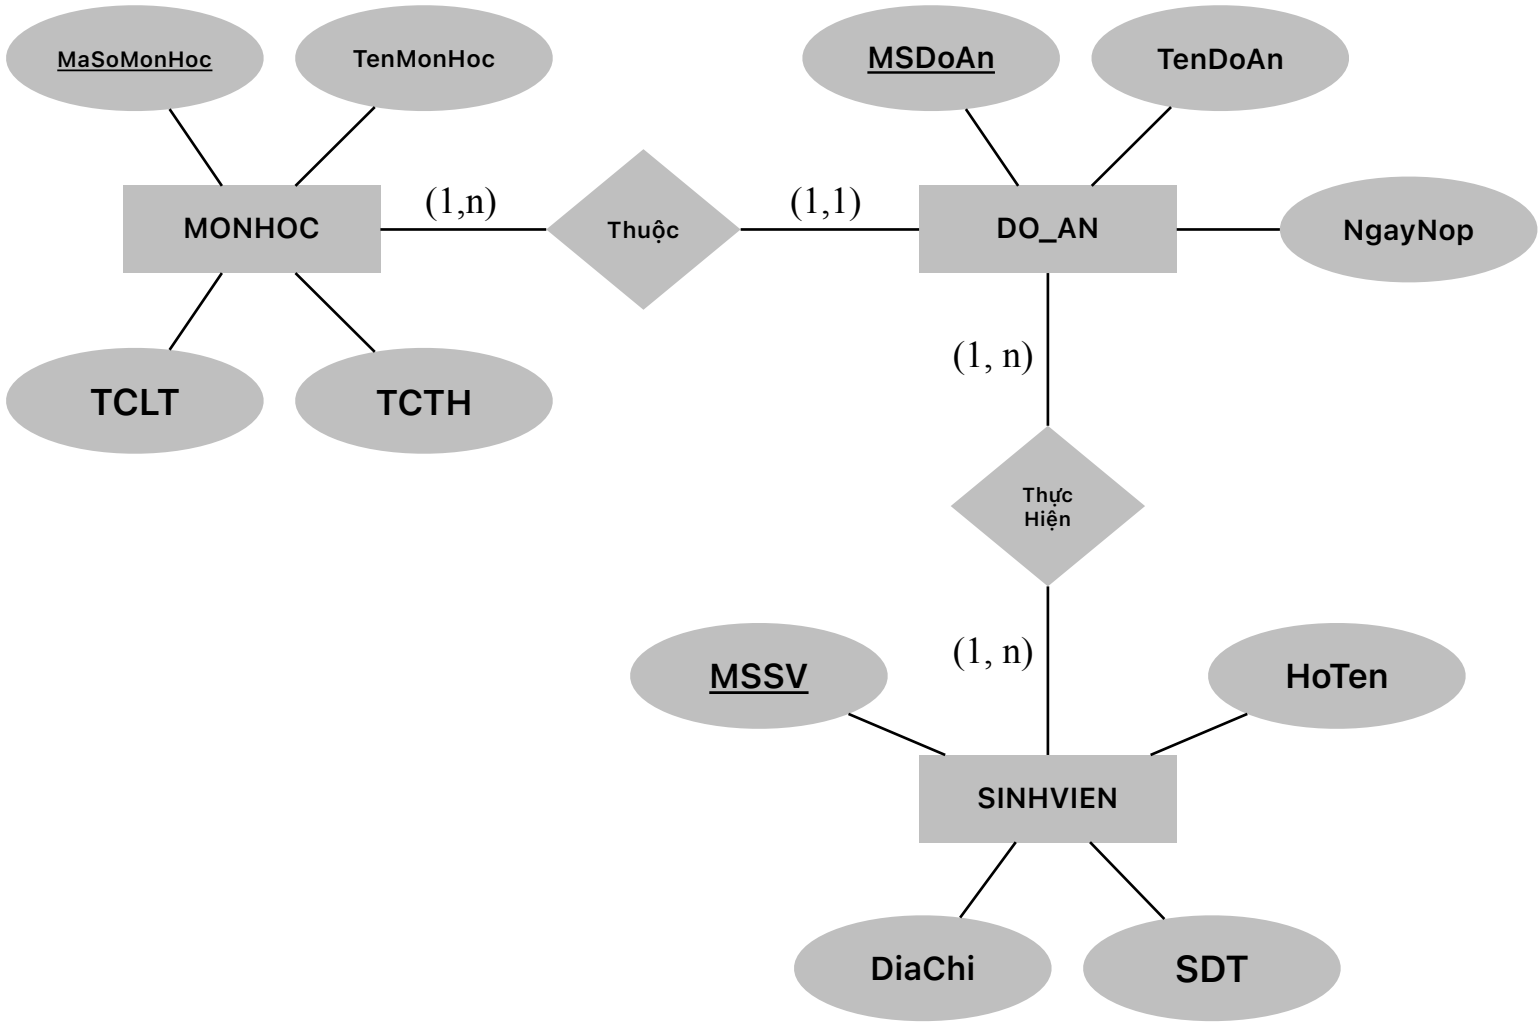 MaSoMonHoc
TenMonHoc
MSDoAn
TenDoAn
(1,n)
(1,1)
MONHOC
Thuộc
DO_AN
NgayNop
(1, n)
TCLT
TCTH
Thực
Hiện
(1, n)
MSSV
HoTen
SINHVIEN
DiaChi
SDT